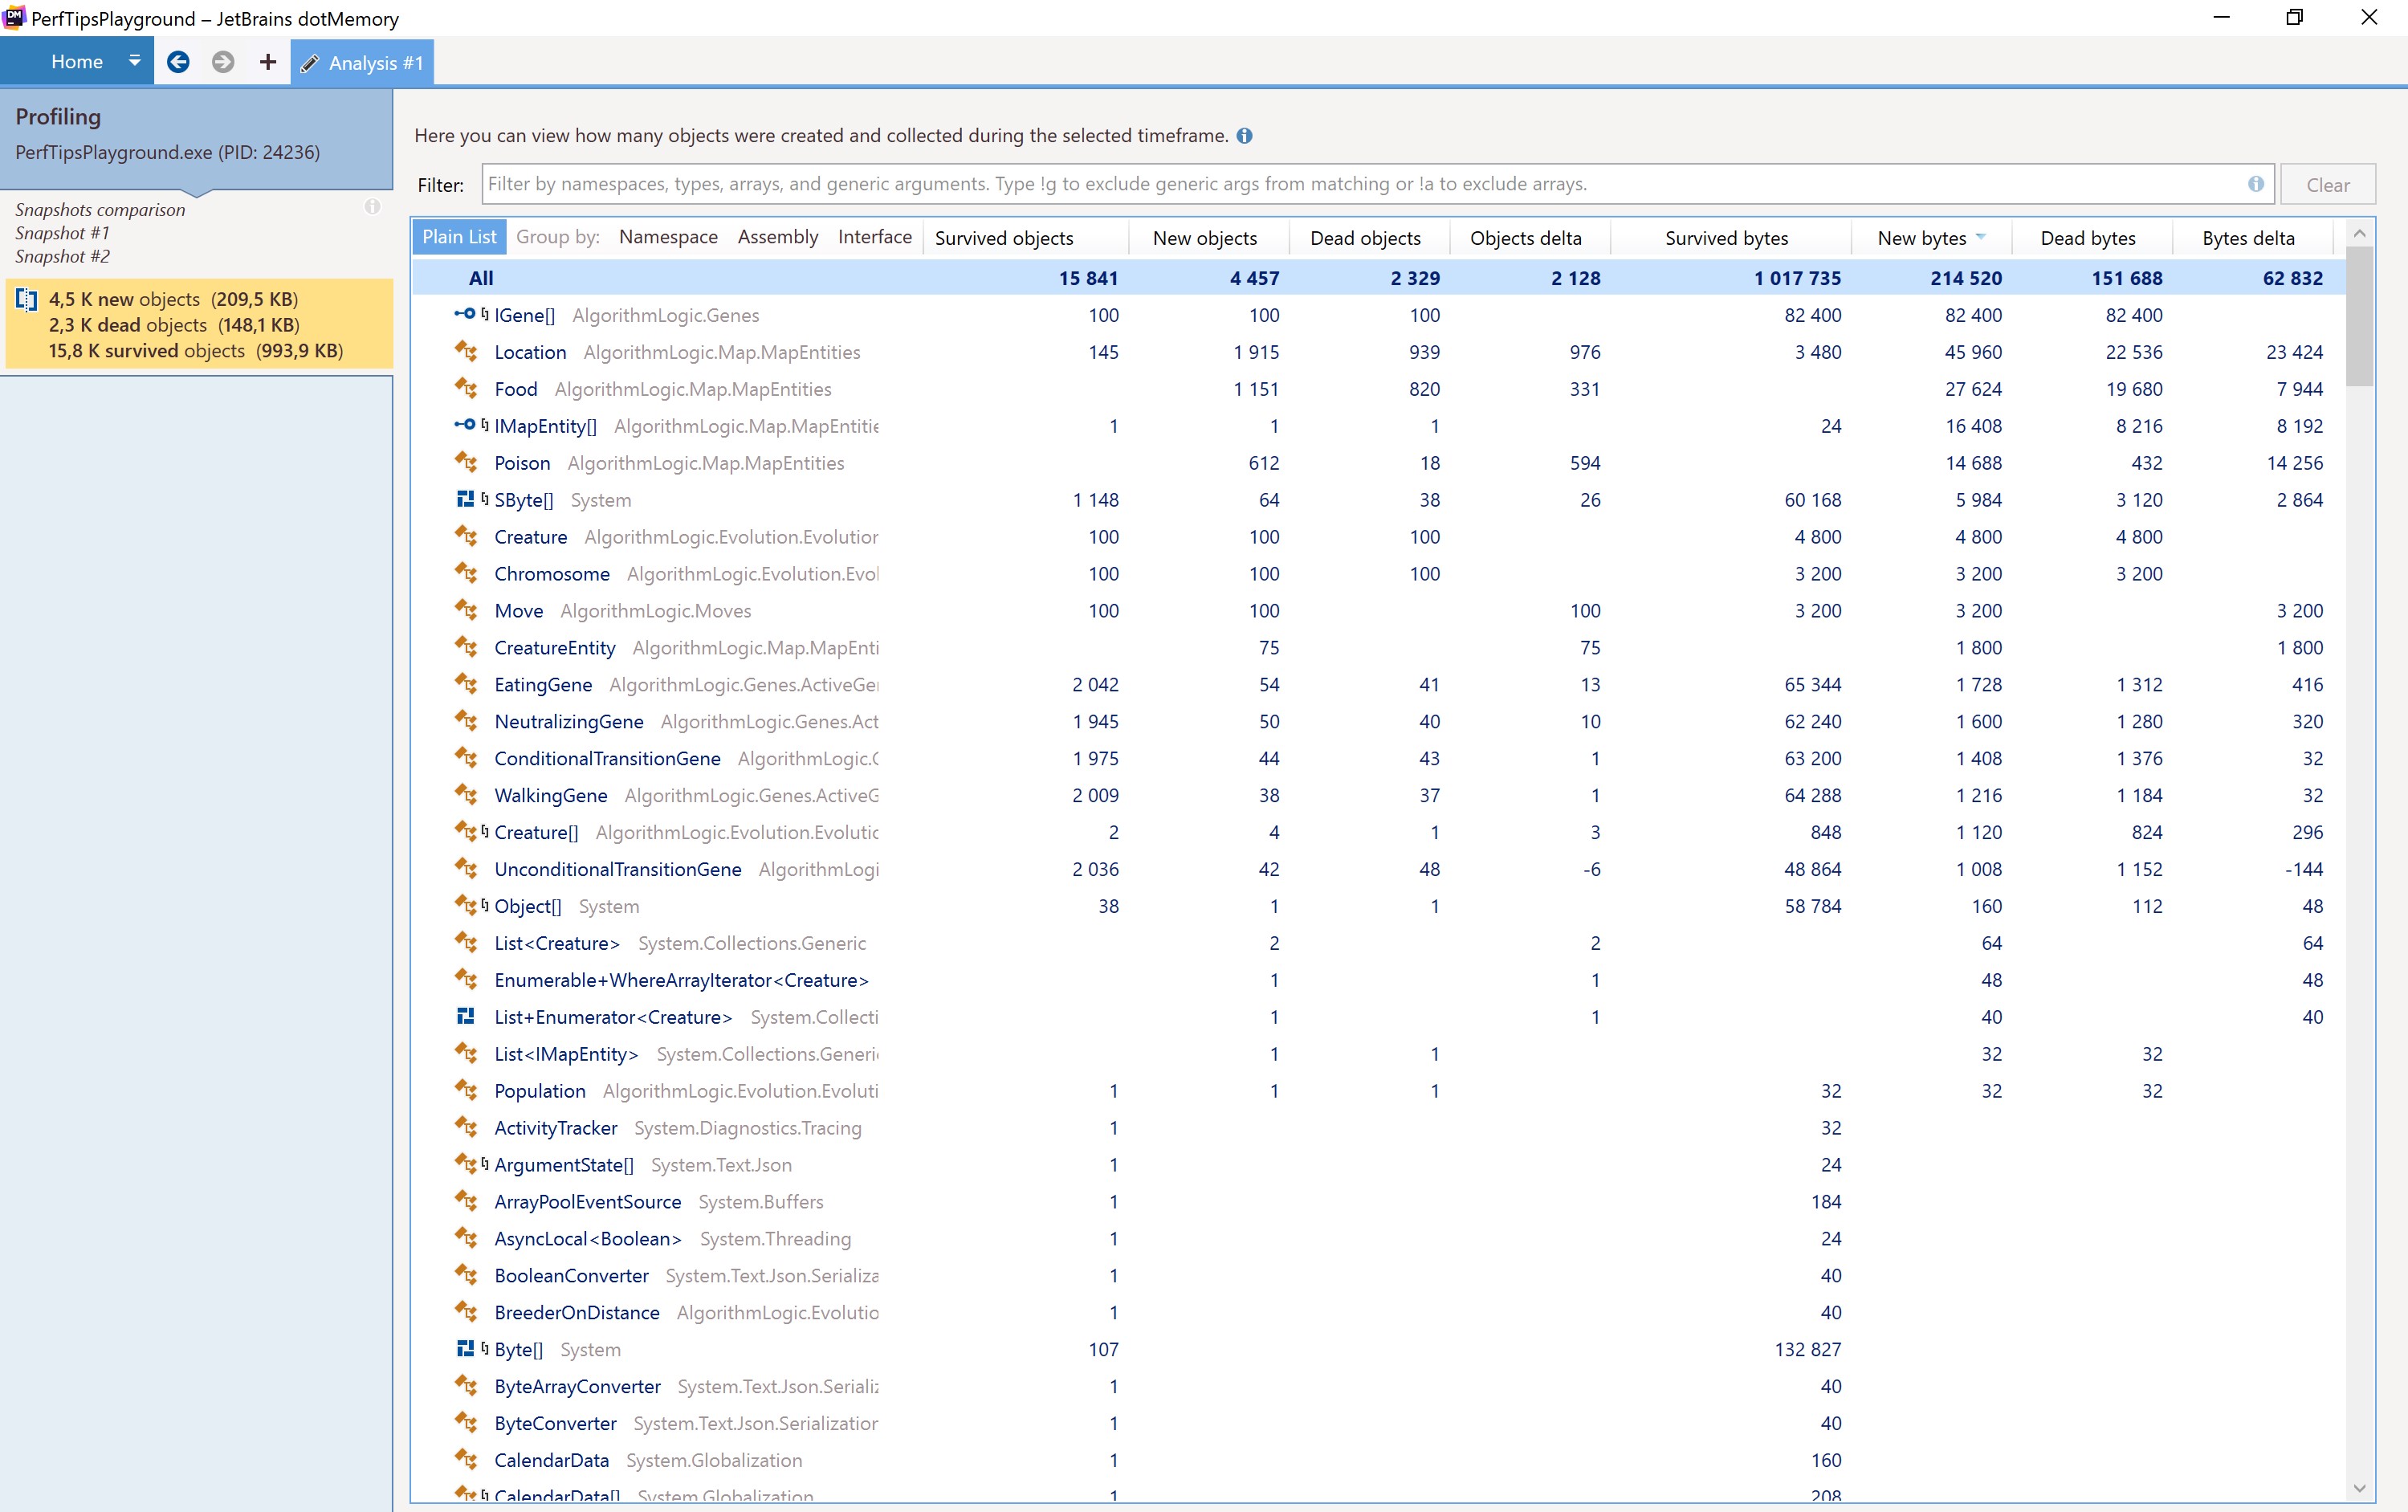 PerfTipsPlayground – JetBrains dotMemory
Home Analysis #1
Profiling
PerfTipsPlayground.exe (PID: 24236)
Snapshots comparison
Snapshot #1
Snapshot #2
4,5 K new objects (209,5 KB)
2,3 K dead objects (148,1 KB)
15,8 K survived objects (993,9 KB)
Here you can view how many objects were created and collected during the selected timeframe.
Filter: Filter by namespaces, types, arrays, and generic arguments. Type !g to exclude generic args from matching or !a to exclude arrays. Clear
Plain List Group by: Namespace Assembly Interface Survived objects New objects Dead objects Objects delta Survived bytes New bytes Dead bytes Bytes delta
All 15 841 4 457 2 329 2 128 1 017 735 214 520 151 688 62 832
IGene[] AlgorithmLogic.Genes 100 100 100 82 400 82 400 82 400
Location AlgorithmLogic.Map.MapEntities 145 1 915 939 976 3 480 45 960 22 536 23 424
Food AlgorithmLogic.Map.MapEntities 1 151 820 331 27 624 19 680 7 944
IMapEntity[] AlgorithmLogic.Map.MapEntitie 1 1 1 24 16 408 8 216 8 192
Poison AlgorithmLogic.Map.MapEntities 612 18 594 14 688 432 14 256
SByte[] System 1 148 64 38 26 60 168 5 984 3 120 2 864
Creature AlgorithmLogic.Evolution.Evolution 100 100 100 4 800 4 800 4 800
Chromosome AlgorithmLogic.Evolution.Evol 100 100 100 3 200 3 200 3 200
Move AlgorithmLogic.Moves 100 100 100 3 200 3 200 3 200
CreatureEntity AlgorithmLogic.Map.MapEnti 75 75 1 800 1 800
EatingGene AlgorithmLogic.Genes.ActiveGe 2 042 54 41 13 65 344 1 728 1 312 416
NeutralizingGene AlgorithmLogic.Genes.Act 1 945 50 40 10 62 240 1 600 1 280 320
ConditionalTransitionGene AlgorithmLogic. 1 975 44 43 1 63 200 1 408 1 376 32
WalkingGene AlgorithmLogic.Genes.ActiveG 2 009 38 37 1 64 288 1 216 1 184 32
Creature[] AlgorithmLogic.Evolution.Evolutic 2 4 1 3 848 1 120 824 296
UnconditionalTransitionGene AlgorithmLogi 2 036 42 48 -6 48 864 1 008 1 152 -144
Object[] System 38 1 1 58 784 160 112 48
List<Creature> System.Collections.Generic 2 2 64 64
Enumerable+WhereArrayIterator<Creature> 1 1 48 48
List+Enumerator<Creature> System.Collecti 1 1 40 40
List<IMapEntity> System.Collections.Generi 1 1 32 32
Population AlgorithmLogic.Evolution.Evoluti 1 1 1 32 32 32
ActivityTracker System.Diagnostics.Tracing 1 32
ArgumentState[] System.Text.Json 1 24
ArrayPoolEventSource System.Buffers 1 184
AsyncLocal<Boolean> System.Threading 1 24
BooleanConverter System.Text.Json.Serializa 1 40
BreederOnDistance AlgorithmLogic.Evolutio 1 40
Byte[] System 107 132 827
ByteArrayConverter System.Text.Json.Serializ 1 40
ByteConverter System.Text.Json.Serialization 1 40
CalendarData System.Globalization 1 160
CalendarData[] System.Globalization 1 208